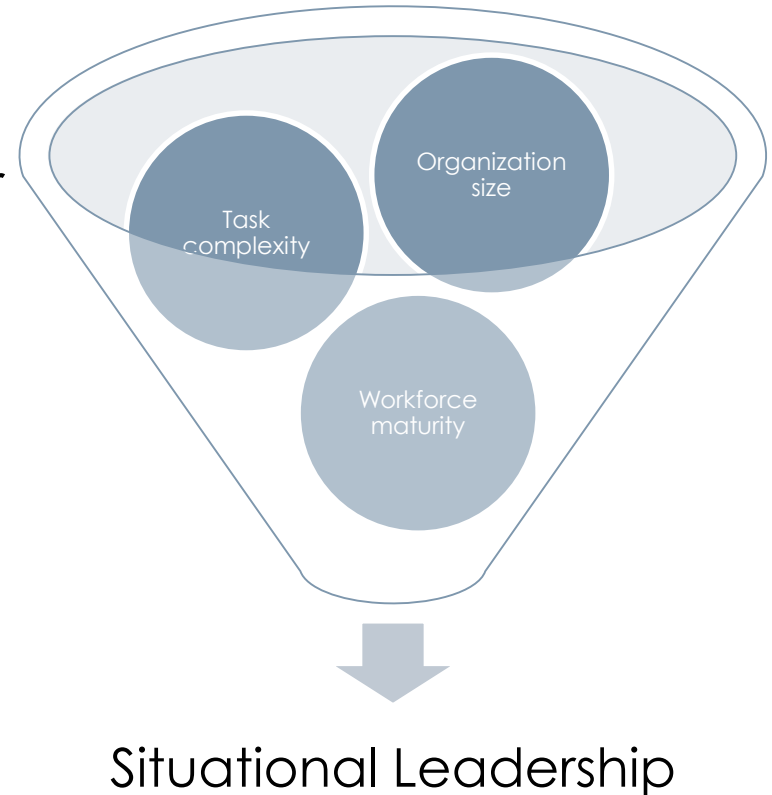 Organization
size
Task
complexity
Workforce
maturity
Situational Leadership